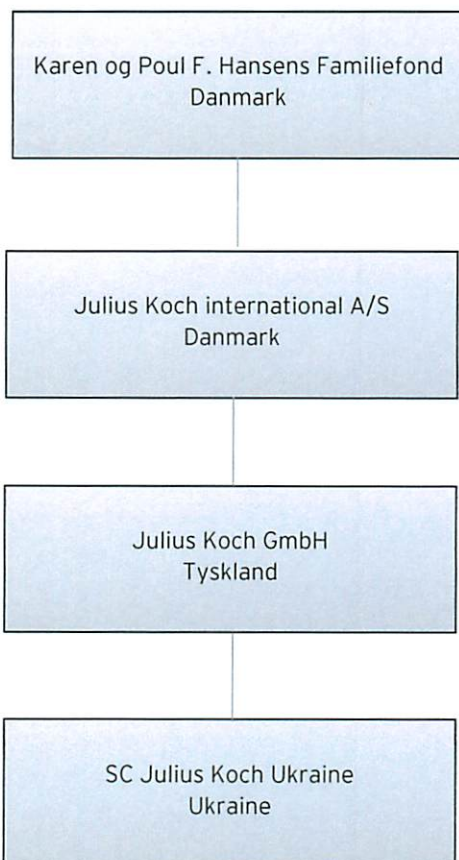 Karen og Poul F. Hansens Familiefond
Danmark
Julius Koch international A/S
Danmark
Julius Koch GmbH
Tyskland
SC Julius Koch Ukraine
Ukraine